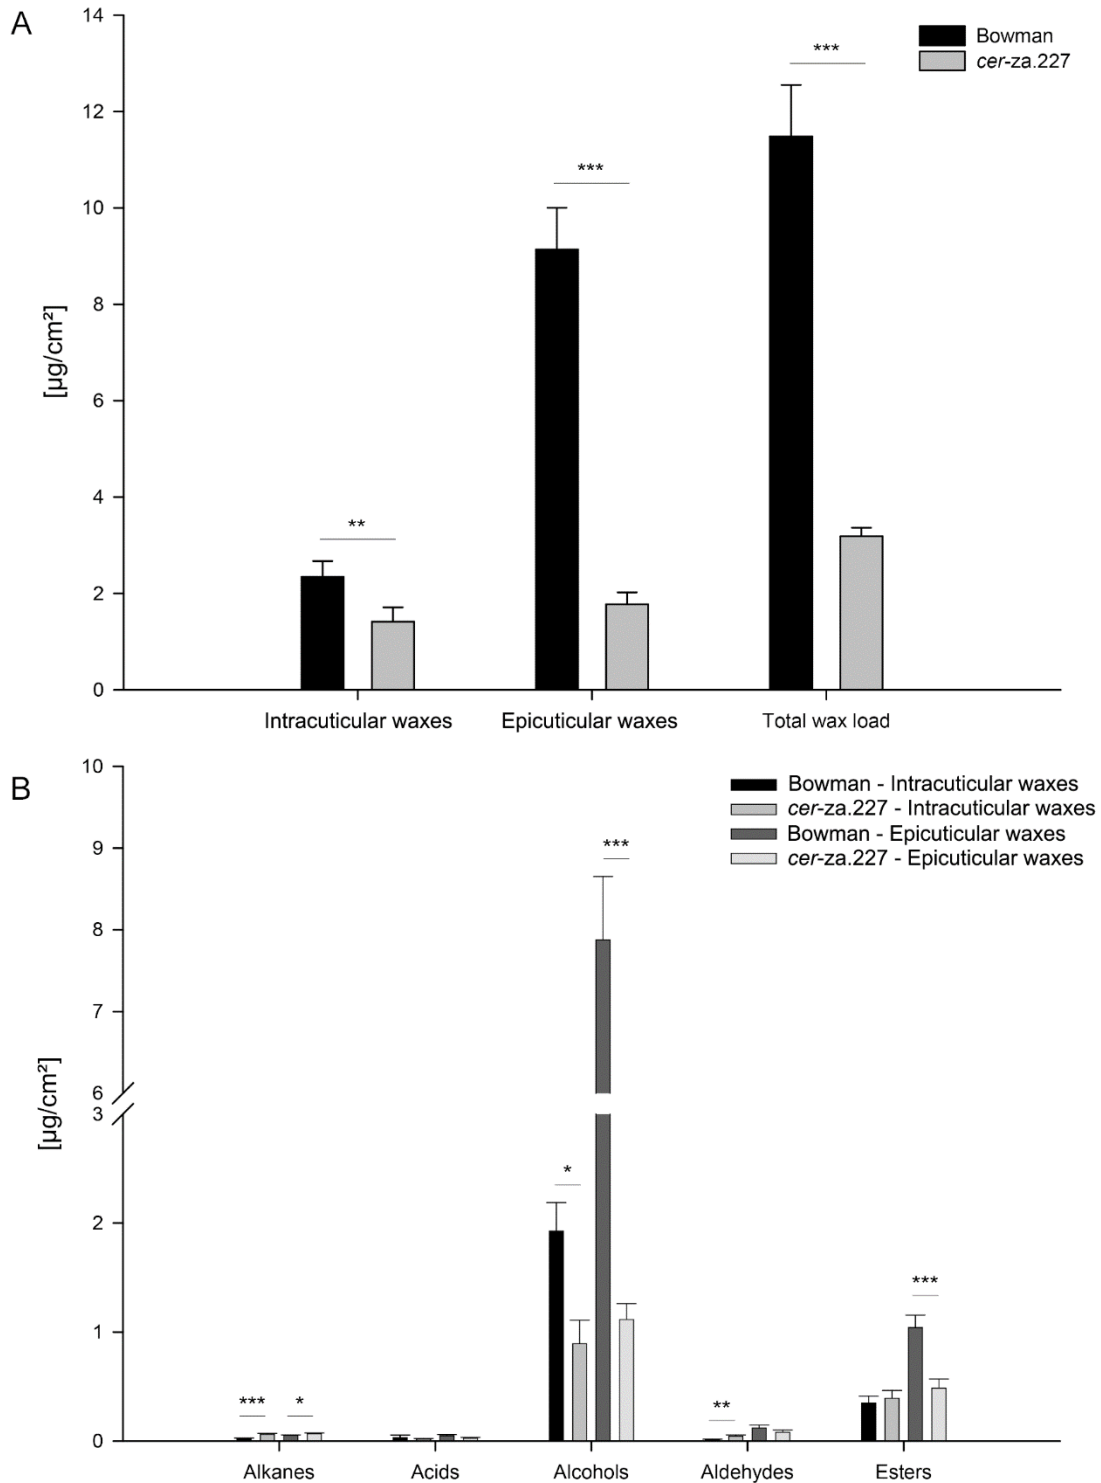 A
14
12
10
8
6
4
2
0
[µg/cm²]
Bowman
cer-za.227
**
***
***
Intracuticular waxes Epicuticular waxes Total wax load
B
10
9
8
7
6
3
2
1
0
[µg/cm²]
Bowman - Intracuticular waxes
cer-za.227 - Intracuticular waxes
Bowman - Epicuticular waxes
cer-za.227 - Epicuticular waxes
***
*
*
***
**
***
Alkanes Acids Alcohols Aldehydes Esters